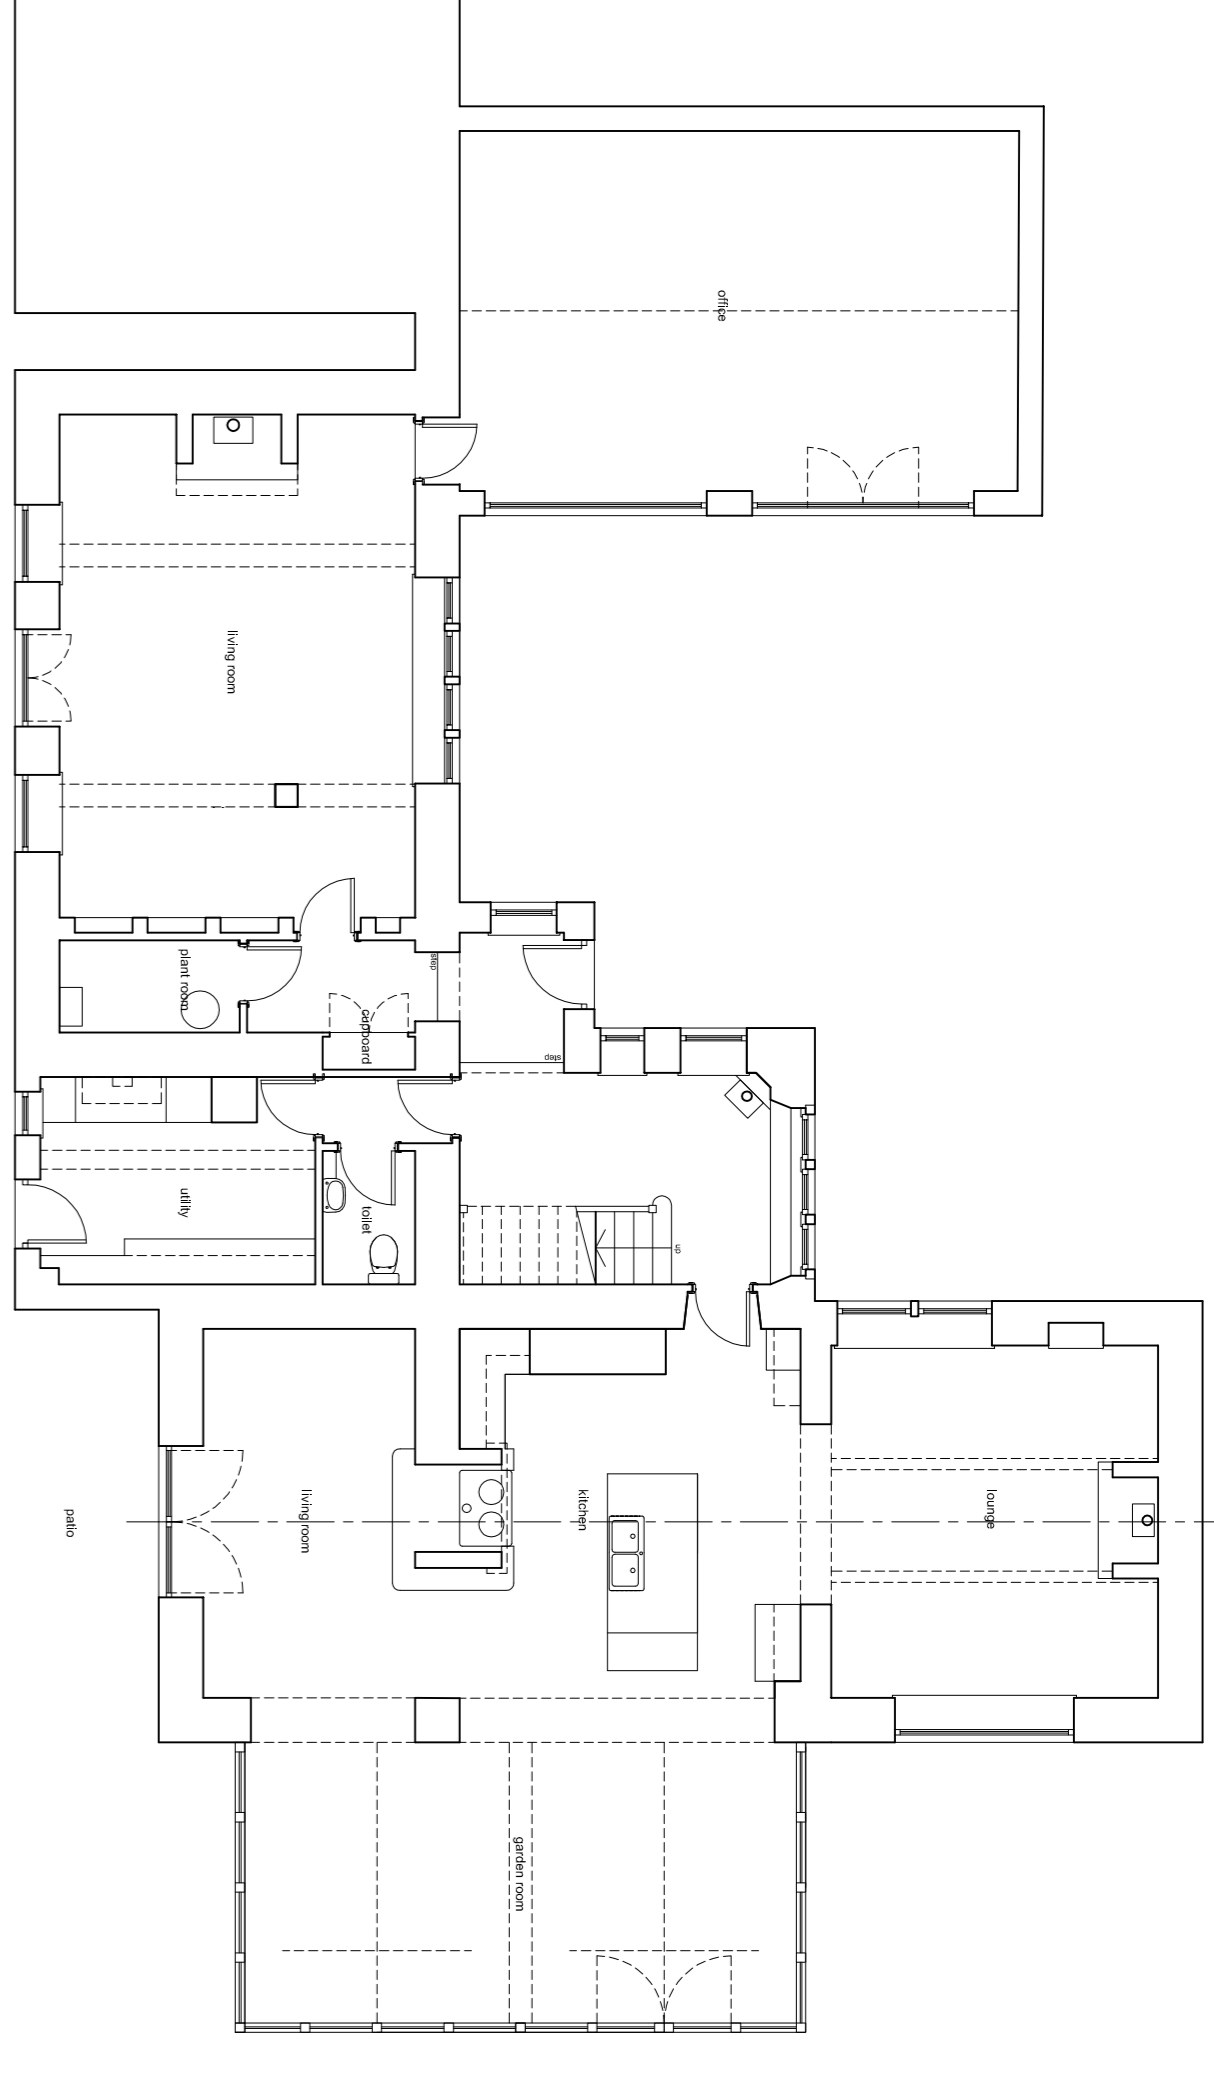 office
living room
plant room
step
cupboard
step
utility
toilet
up
patio
living room
kitchen
lounge
garden room